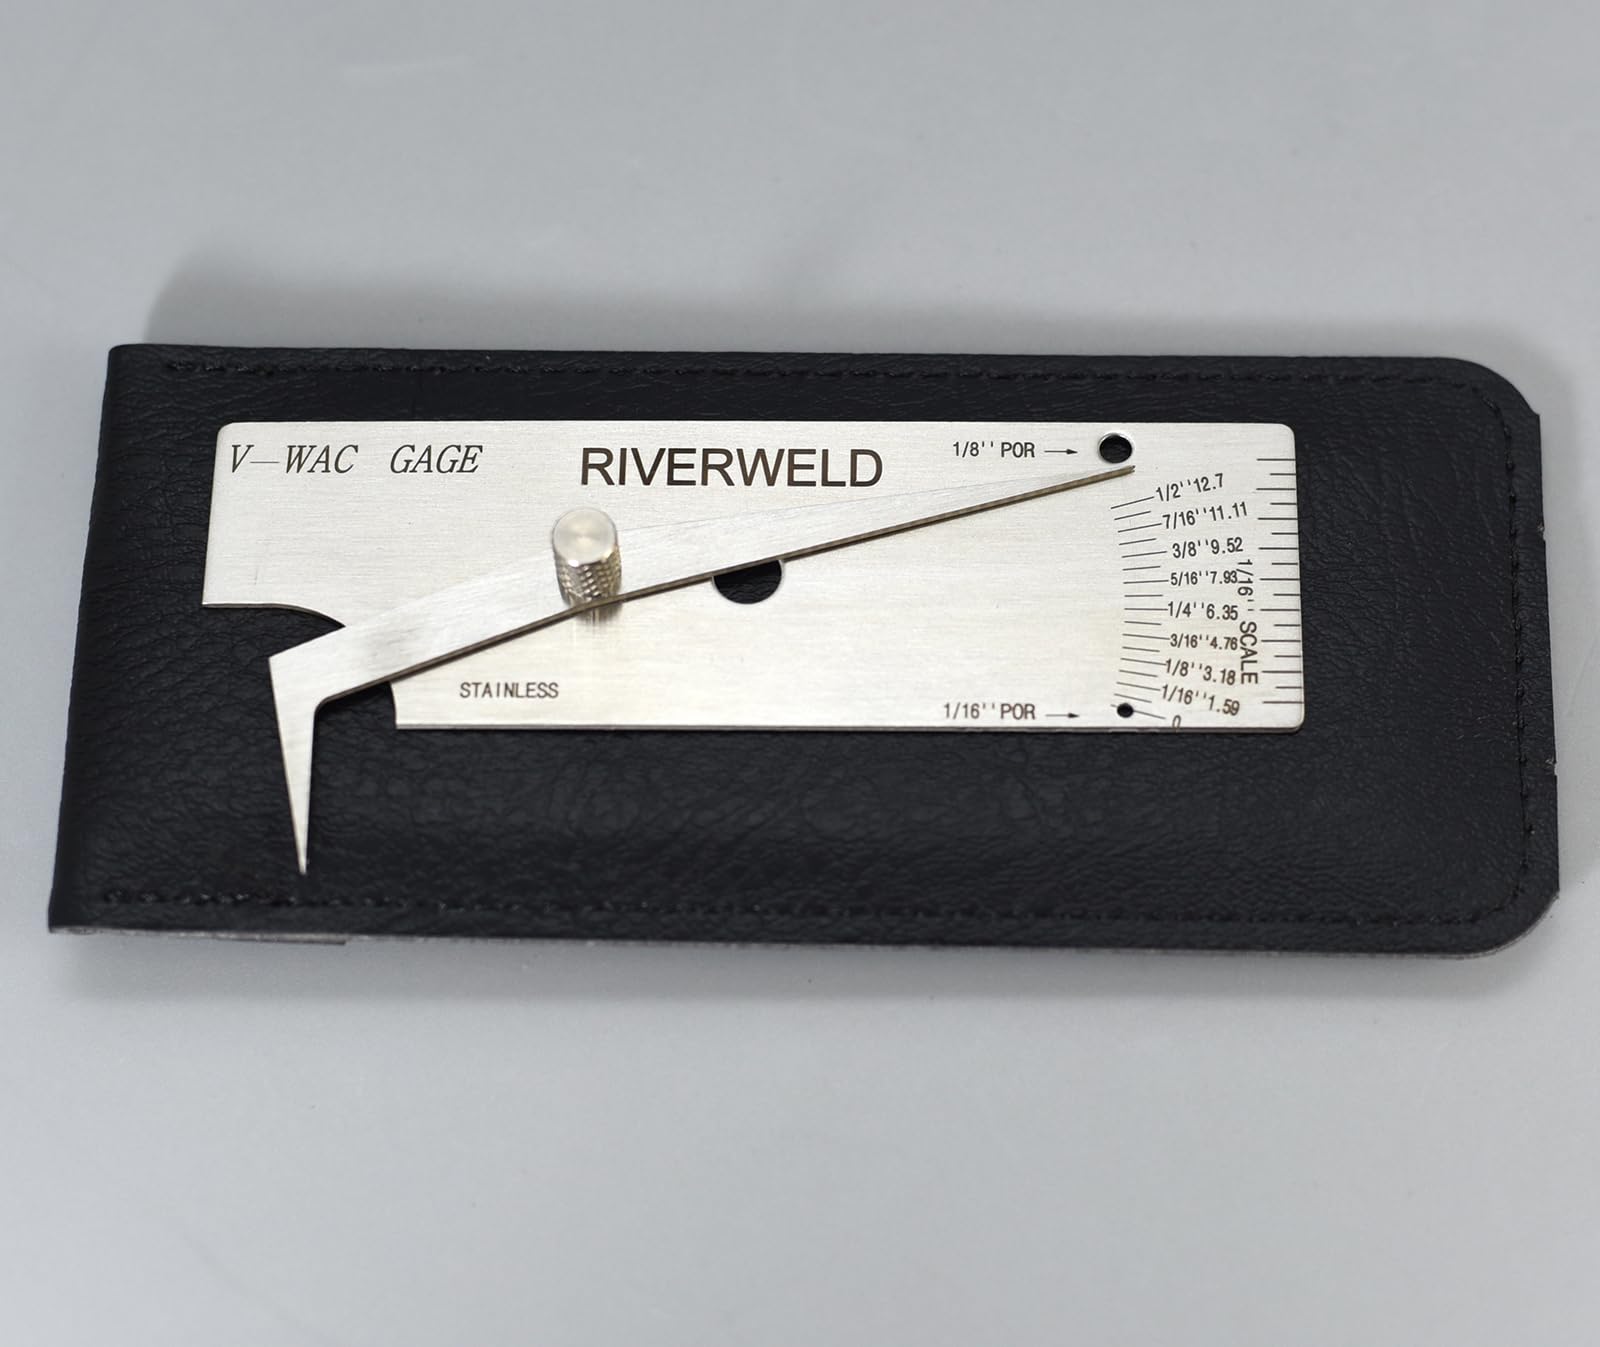 V-WAC GAGE
RIVERWELD
1/8''POR
1/2''12.7
7/16''11.11
3/8''9.52
5/16''7.93
1/4''6.35
3/16''4.76
1/8''3.18
1/16''1.59
0
1/16'' SCALE
STAINLESS
1/16''POR